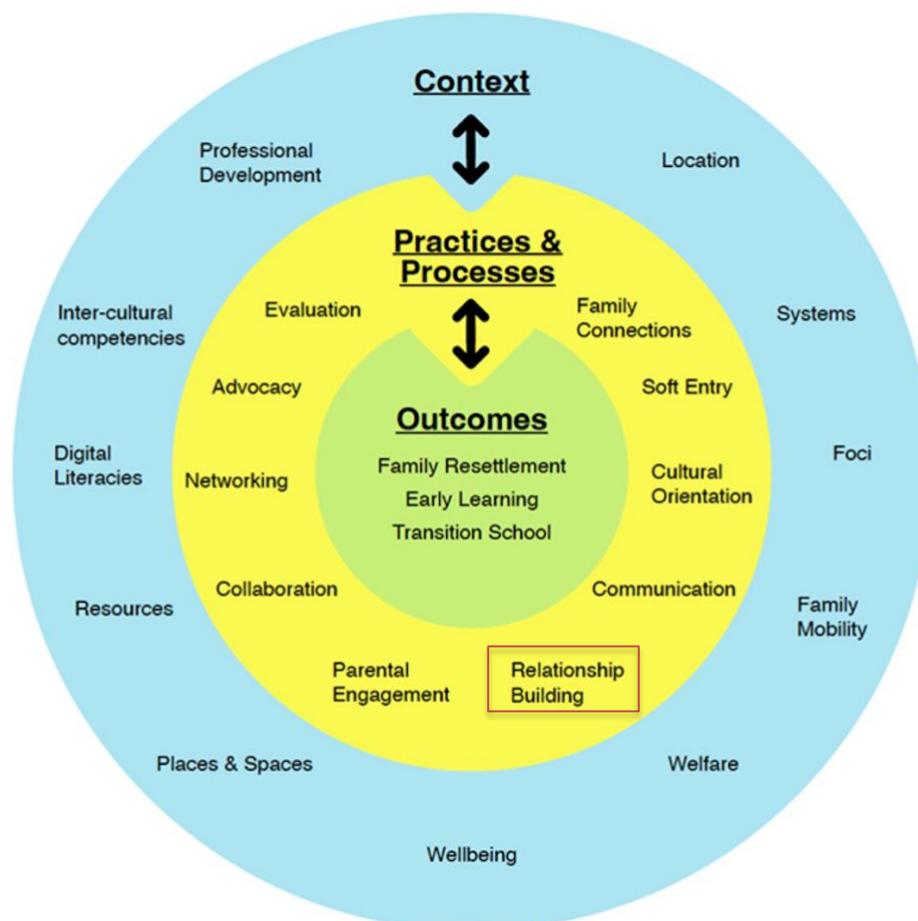 Context
Professional
Development
Location
Practices &
Processes
Evaluation
Family
Connections
Inter-cultural
competencies
Systems
Advocacy
Soft Entry
Outcomes
Family Resettlement
Early Learning
Transition School
Digital
Literacies
Networking
Cultural
Orientation
Foci
Collaboration
Communication
Resources
Family
Mobility
Parental
Engagement
Relationship
Building
Places & Spaces
Welfare
Wellbeing